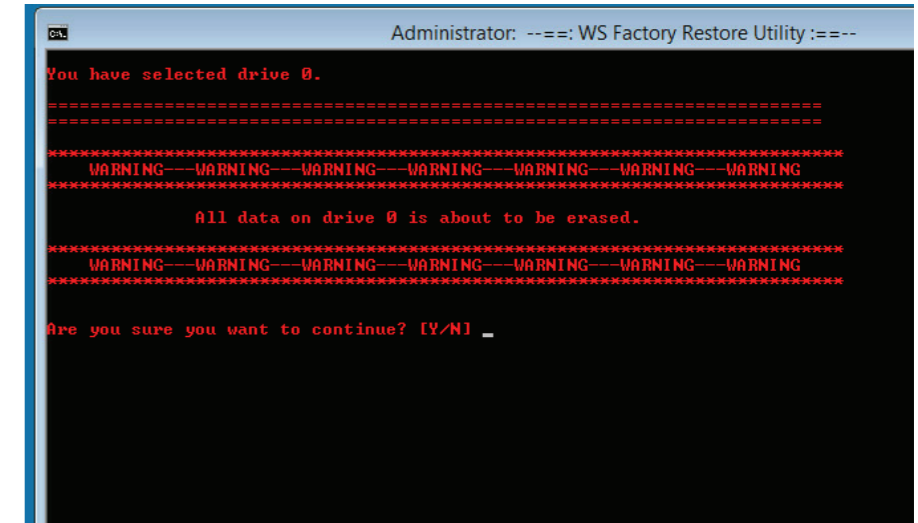 Administrator: --==: WS Factory Restore Utility :==--
You have selected drive 0.
=========================================================================
=========================================================================
***************************************************************************
WARNING---WARNING---WARNING---WARNING---WARNING---WARNING---WARNING
***************************************************************************
All data on drive 0 is about to be erased.
***************************************************************************
WARNING---WARNING---WARNING---WARNING---WARNING---WARNING---WARNING
***************************************************************************
Are you sure you want to continue? [Y/N] _